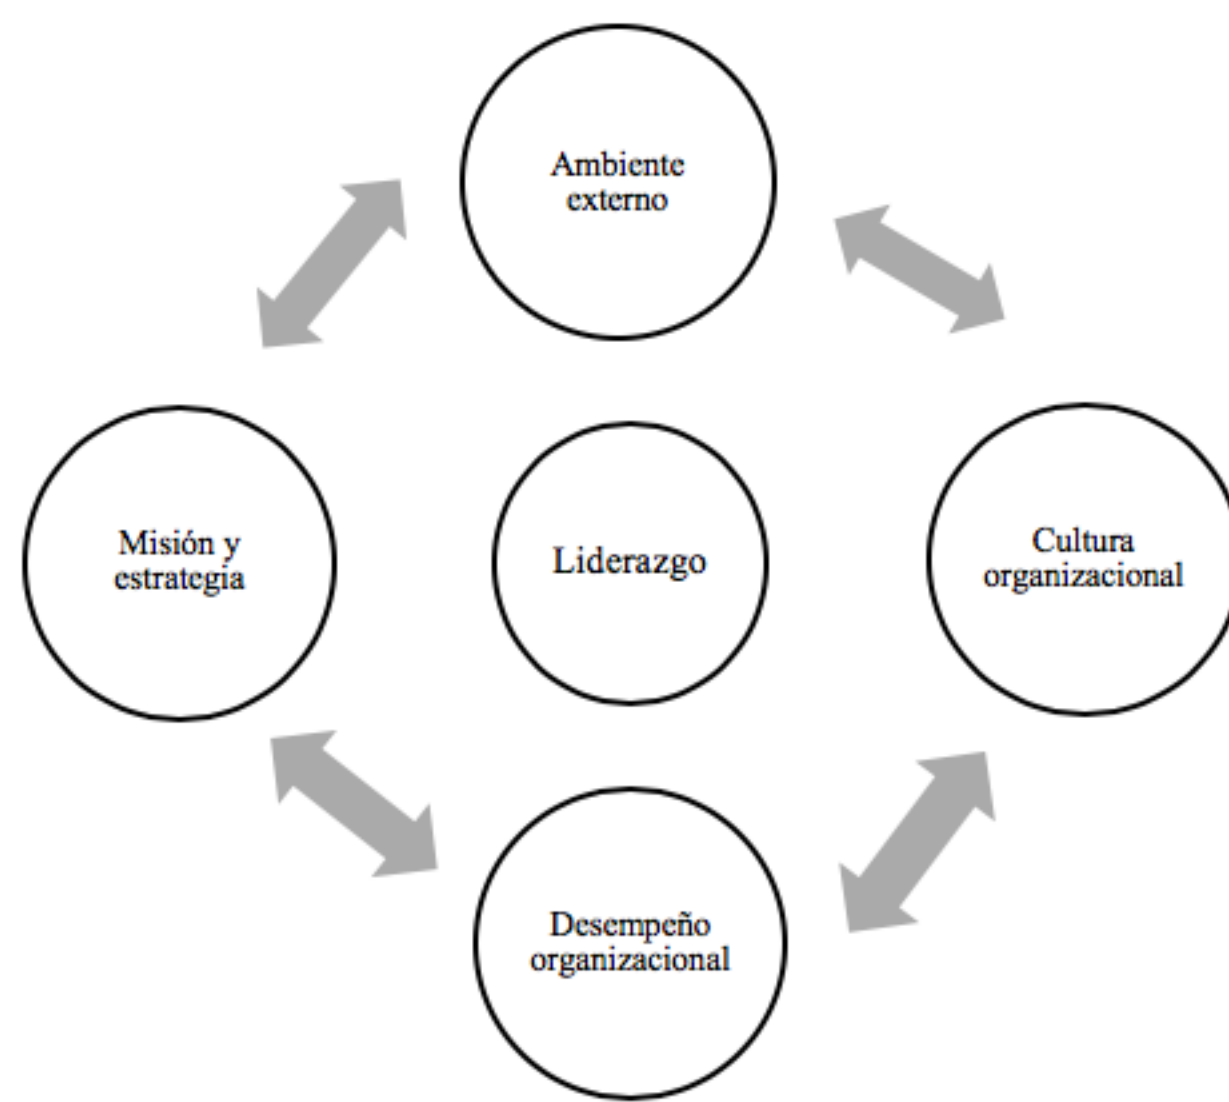 Ambiente
externo
Misión y
estrategia
Liderazgo
Cultura
organizacional
Desempeño
organizacional